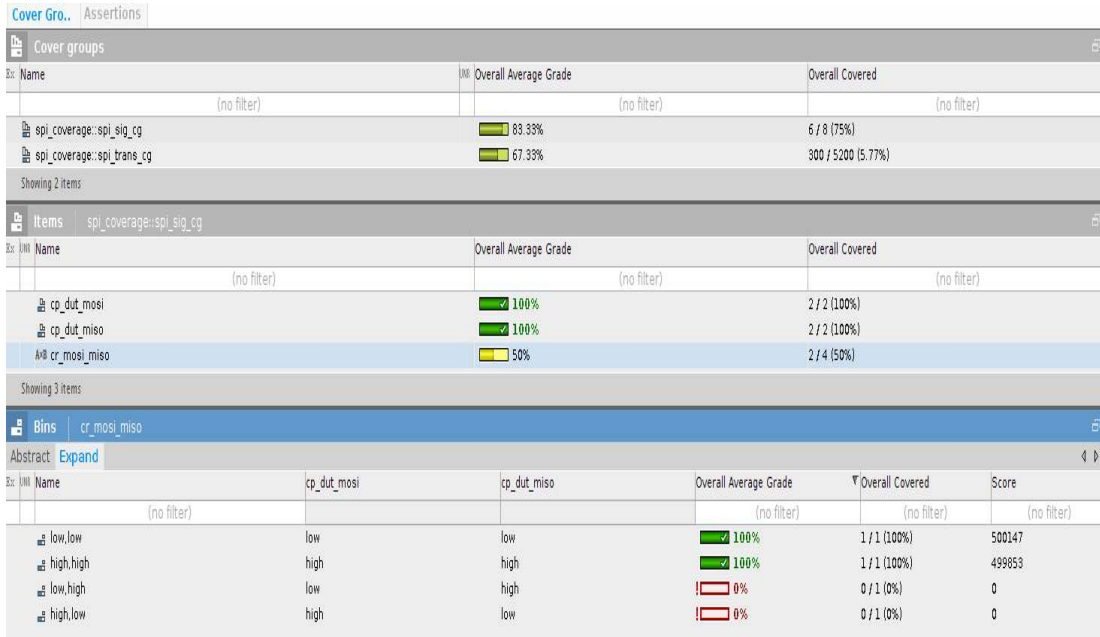 Cover Gro.. Assertions
Cover groups
Ex Name UNR Overall Average Grade Overall Covered
(no filter) (no filter) (no filter)
spi_coverage::spi_sig_cg 83.33% 6 / 8 (75%)
spi_coverage::spi_trans_cg 67.33% 300 / 5200 (5.77%)
Showing 2 items
Items spi_coverage::spi_sig_cg
Ex UNR Name Overall Average Grade Overall Covered
(no filter) (no filter) (no filter)
cp_dut_mosi 100% 2 / 2 (100%)
cp_dut_miso 100% 2 / 2 (100%)
A×B cr_mosi_miso 50% 2 / 4 (50%)
Showing 3 items
Bins cr_mosi_miso
Abstract Expand
Ex UNR Name cp_dut_mosi cp_dut_miso Overall Average Grade Overall Covered Score
(no filter) (no filter) (no filter) (no filter)
low,low low low 100% 1 / 1 (100%) 500147
high,high high high 100% 1 / 1 (100%) 499853
low,high low high 0% 0 / 1 (0%) 0
high,low high low 0% 0 / 1 (0%) 0